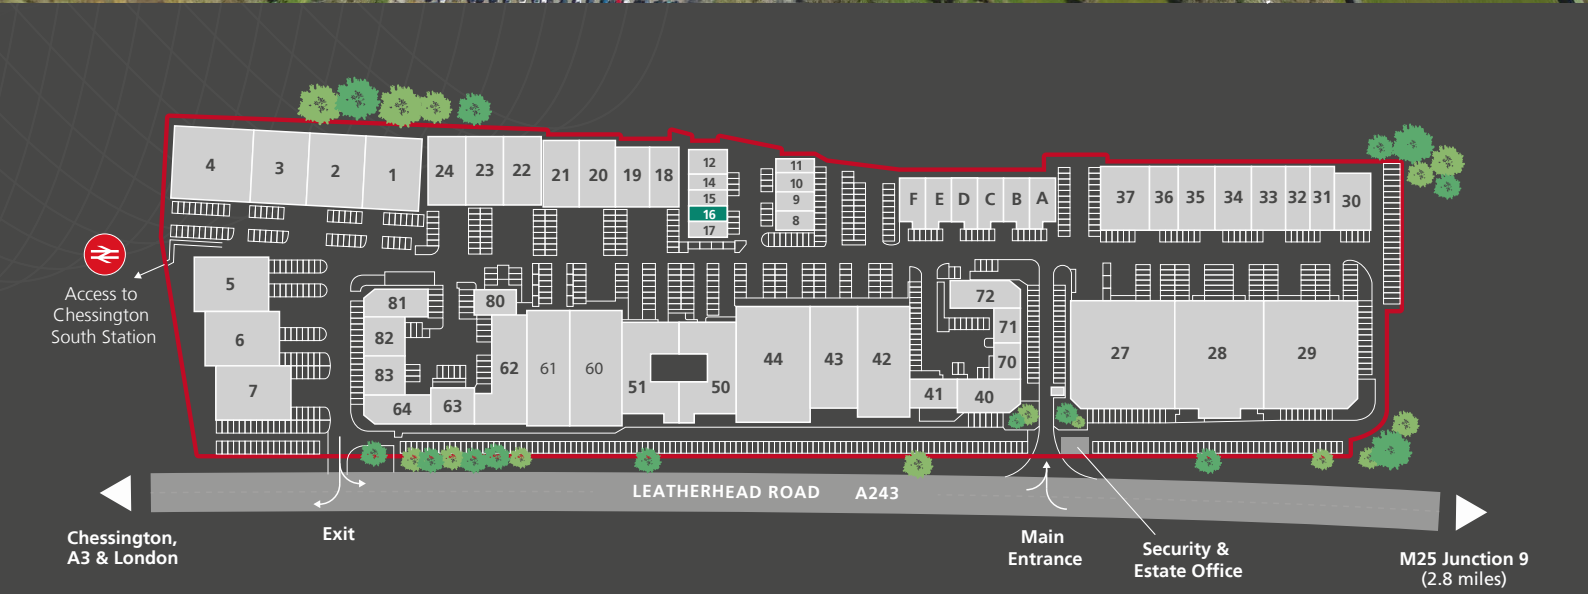 4
3
2
1
24
23
22
21
20
19
18
12
14
15
16
17
11
10
9
8
F
E
D
C
B
A
37
36
35
34
33
32
31
30
Access to
Chessington
South Station
5
6
7
81
82
83
64
63
80
62
61
60
51
50
44
43
42
41
40
72
71
70
27
28
29
LEATHERHEAD ROAD A243
Chessington,
A3 & London
Exit
Main
Entrance
Security &
Estate Office
M25 Junction 9
(2.8 miles)